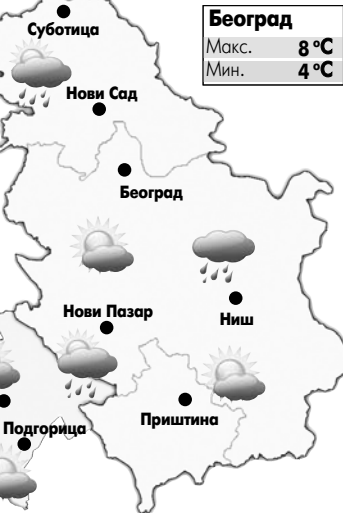 Београд
Макс. 8 °C
Мин. 4 °C
Суботица
Нови Сад
Београд
Нови Пазар
Ниш
Приштина
Подгорица